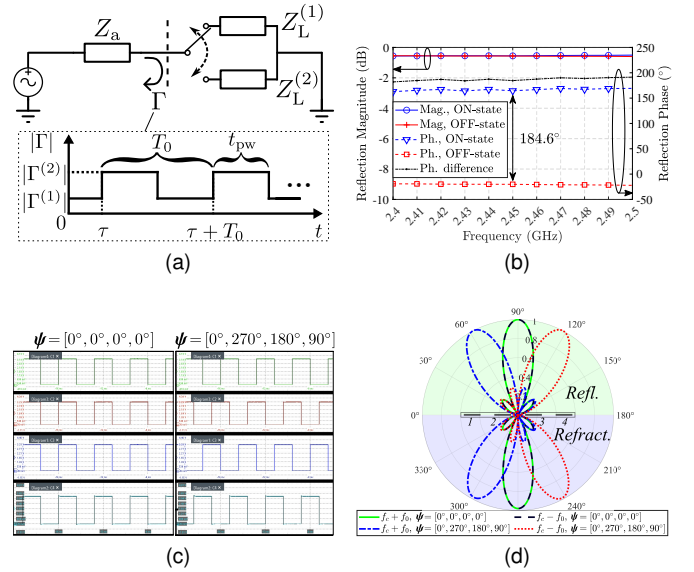 Z_a
Z_L^(1)
Z_L^(2)
Γ
|Γ|
|Γ^(2)|
|Γ^(1)|
0
T_0
t_pw
τ
τ + T_0
t
(a)
Reflection Magnitude (dB)
0
-2
-4
-6
-8
-10
Mag., ON-state
Mag, OFF-state
Ph., ON-state
Ph., OFF-state
Ph. difference
184.6°
250
200
150
100
50
0
-50
Reflection Phase (°)
2.4 2.41 2.42 2.43 2.44 2.45 2.46 2.47 2.48 2.49 2.5
Frequency (GHz)
(b)
ψ = [0°, 0°, 0°, 0°]
ψ = [0°, 270°, 180°, 90°]
(c)
90°
60°
120°
30°
150°
0°
180°
330°
210°
300°
240°
1
0.8
Refl.
1 2 3 4
Refract.
f_c + f_0, ψ = [0°, 0°, 0°, 0°]
f_c − f_0, ψ = [0°, 0°, 0°, 0°]
f_c + f_0, ψ = [0°, 270°, 180°, 90°]
f_c − f_0, ψ = [0°, 270°, 180°, 90°]
(d)